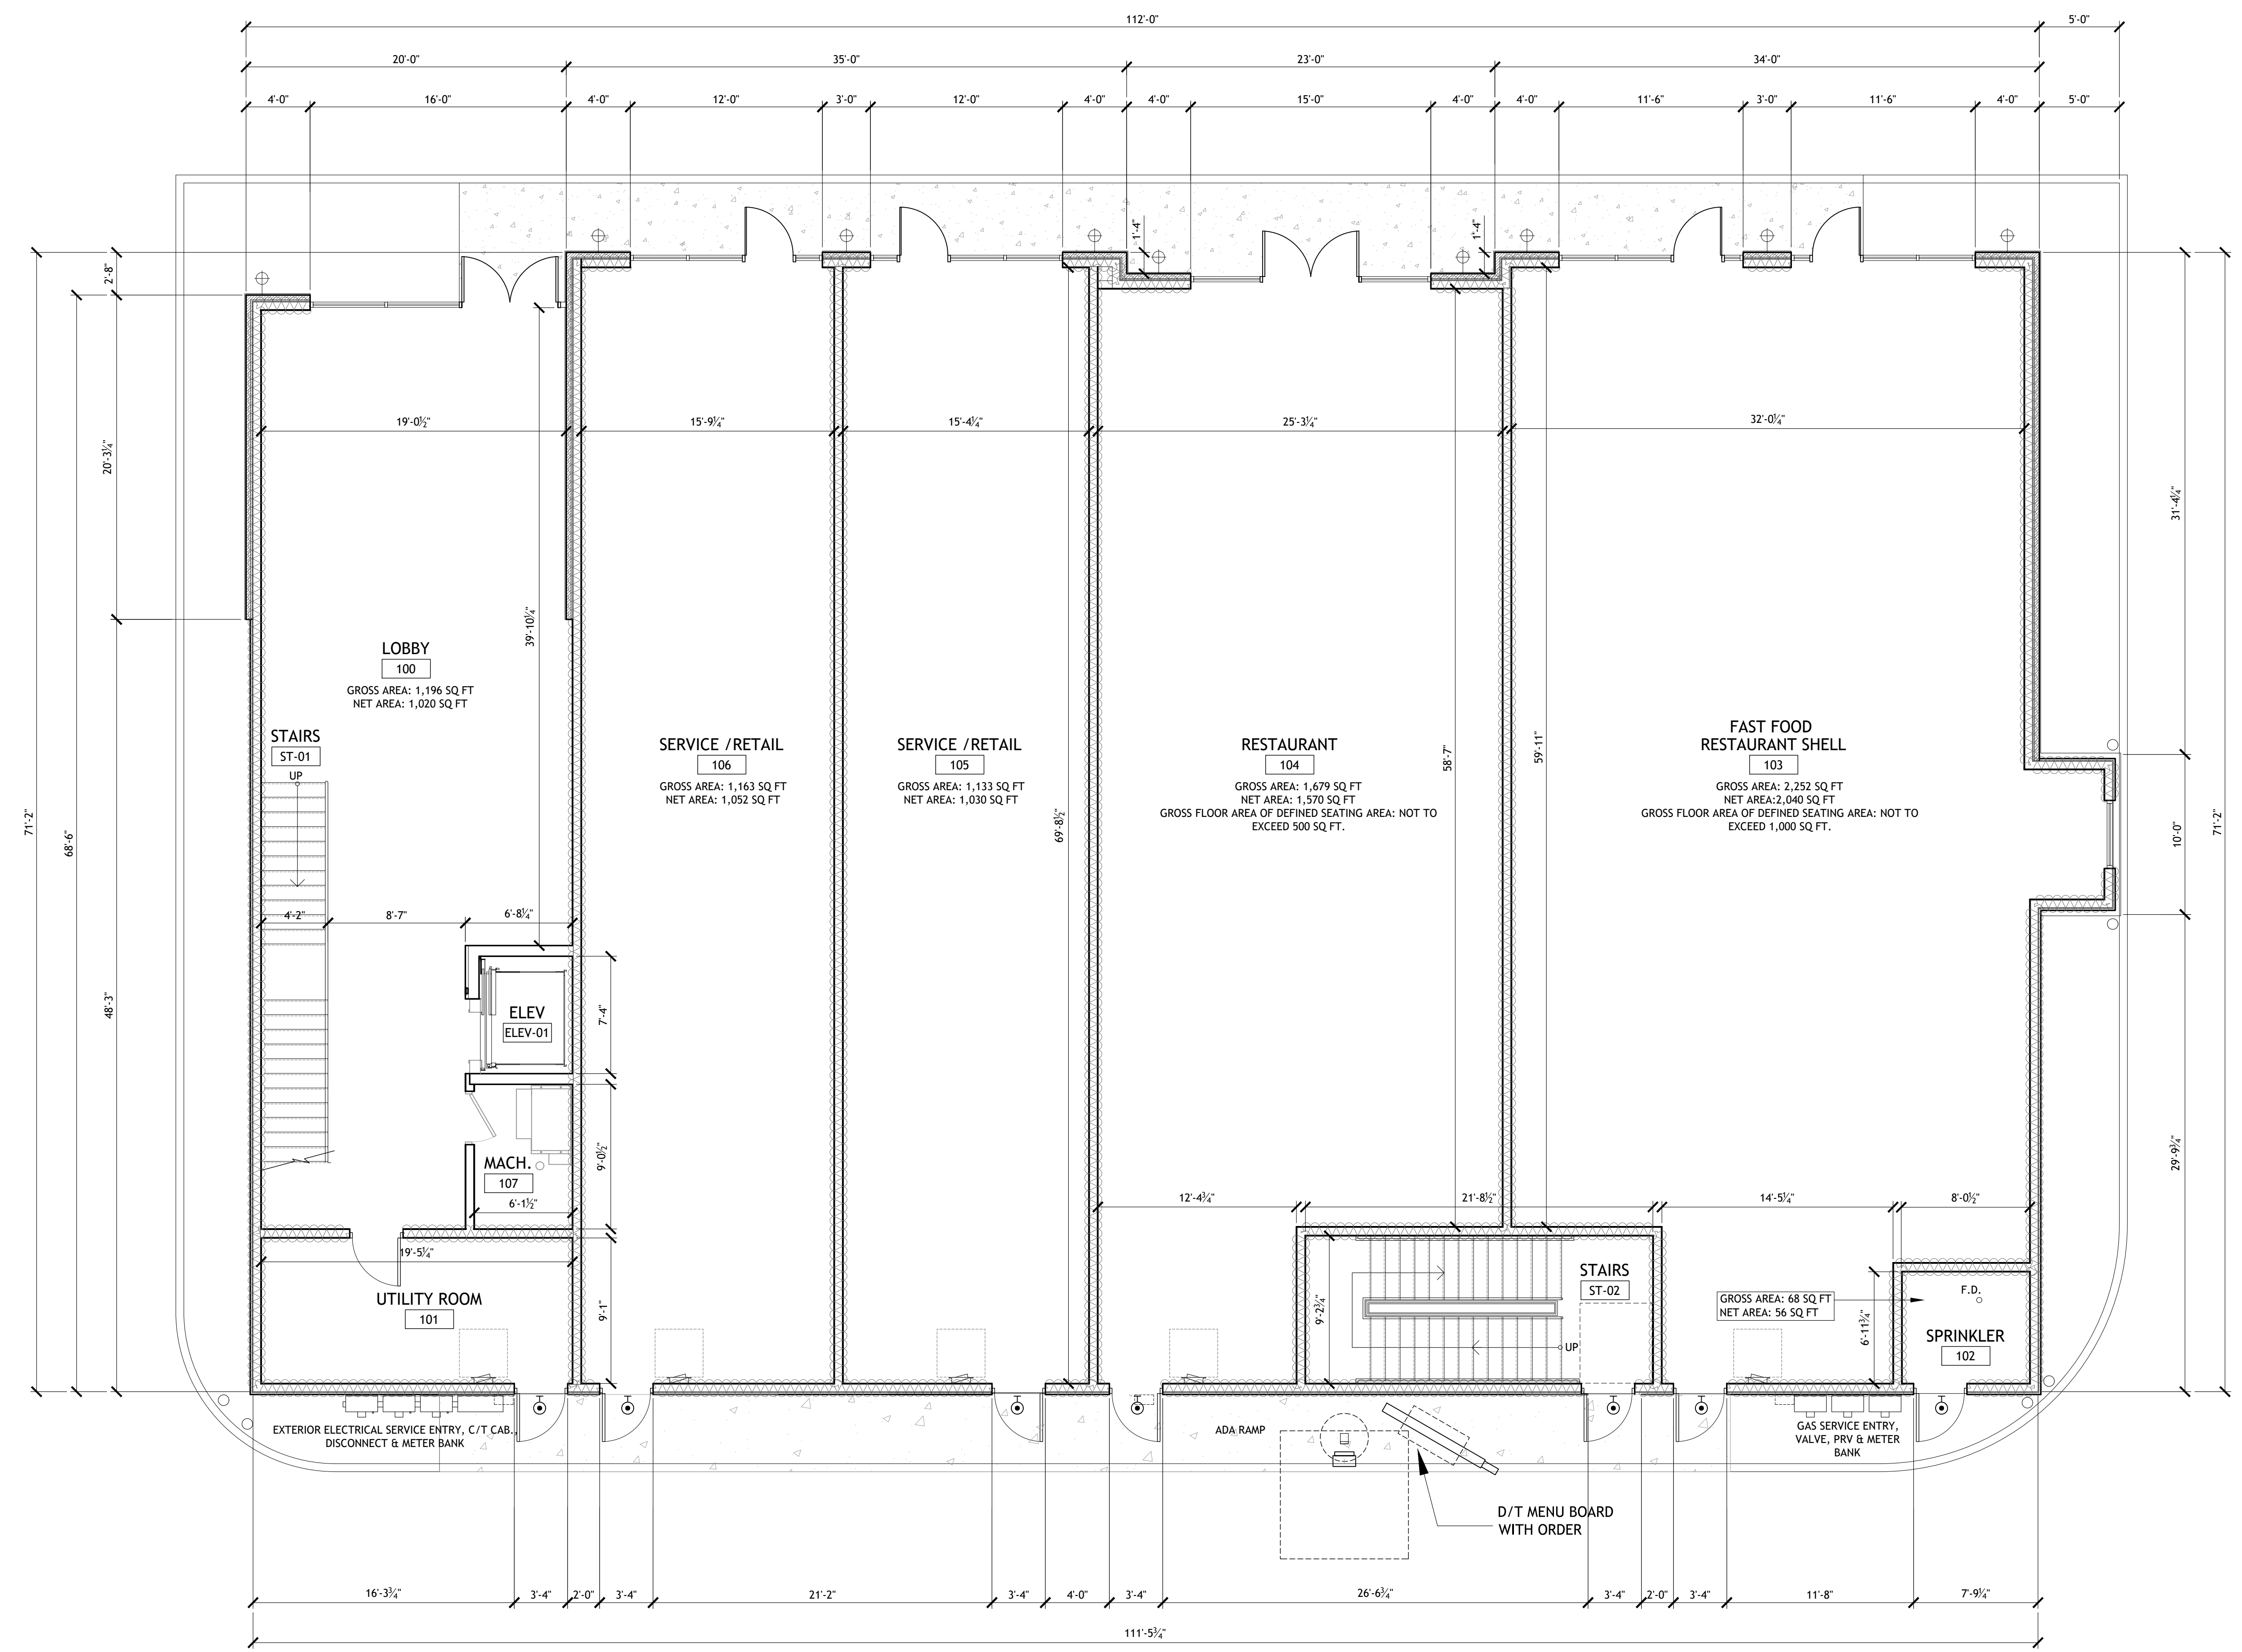 112'-0"
5'-0"
20'-0"
35'-0"
23'-0"
34'-0"
4'-0"
16'-0"
4'-0"
12'-0"
3'-0"
12'-0"
4'-0"
4'-0"
15'-0"
4'-0"
4'-0"
11'-6"
3'-0"
11'-6"
4'-0"
5'-0"
2'-8"
1'-4"
1'-4"
19'-0½"
15'-9¼"
15'-4¼"
25'-3¼"
32'-0¼"
20'-3¼"
31'-4¼"
39'-10¼"
LOBBY
100
GROSS AREA: 1,196 SQ FT
NET AREA: 1,020 SQ FT
STAIRS
ST-01
UP
SERVICE /RETAIL
106
GROSS AREA: 1,163 SQ FT
NET AREA: 1,052 SQ FT
SERVICE /RETAIL
105
GROSS AREA: 1,133 SQ FT
NET AREA: 1,030 SQ FT
RESTAURANT
104
GROSS AREA: 1,679 SQ FT
NET AREA: 1,570 SQ FT
GROSS FLOOR AREA OF DEFINED SEATING AREA: NOT TO
EXCEED 500 SQ FT.
FAST FOOD
RESTAURANT SHELL
103
GROSS AREA: 2,252 SQ FT
NET AREA:2,040 SQ FT
GROSS FLOOR AREA OF DEFINED SEATING AREA: NOT TO
EXCEED 1,000 SQ FT.
71'-2"
68'-6"
69'-8½"
58'-7"
59'-11"
10'-0"
71'-2"
4'-2"
8'-7"
6'-8¼"
48'-3"
ELEV
ELEV-01
7'-4"
9'-0½"
MACH.
107
6'-1½"
29'-9¾"
12'-4¾"
21'-8½"
14'-5¼"
8'-0½"
19'-5¼"
UTILITY ROOM
101
9'-1"
9'-2¾"
STAIRS
ST-02
UP
GROSS AREA: 68 SQ FT
NET AREA: 56 SQ FT
6'-11¾"
F.D.
SPRINKLER
102
EXTERIOR ELECTRICAL SERVICE ENTRY, C/T CAB.,
DISCONNECT & METER BANK
ADA RAMP
GAS SERVICE ENTRY,
VALVE, PRV & METER
BANK
D/T MENU BOARD
WITH ORDER
16'-3¾"
3'-4"
2'-0"
3'-4"
21'-2"
3'-4"
4'-0"
3'-4"
26'-6¾"
3'-4"
2'-0"
3'-4"
11'-8"
7'-9¼"
111'-5¾"